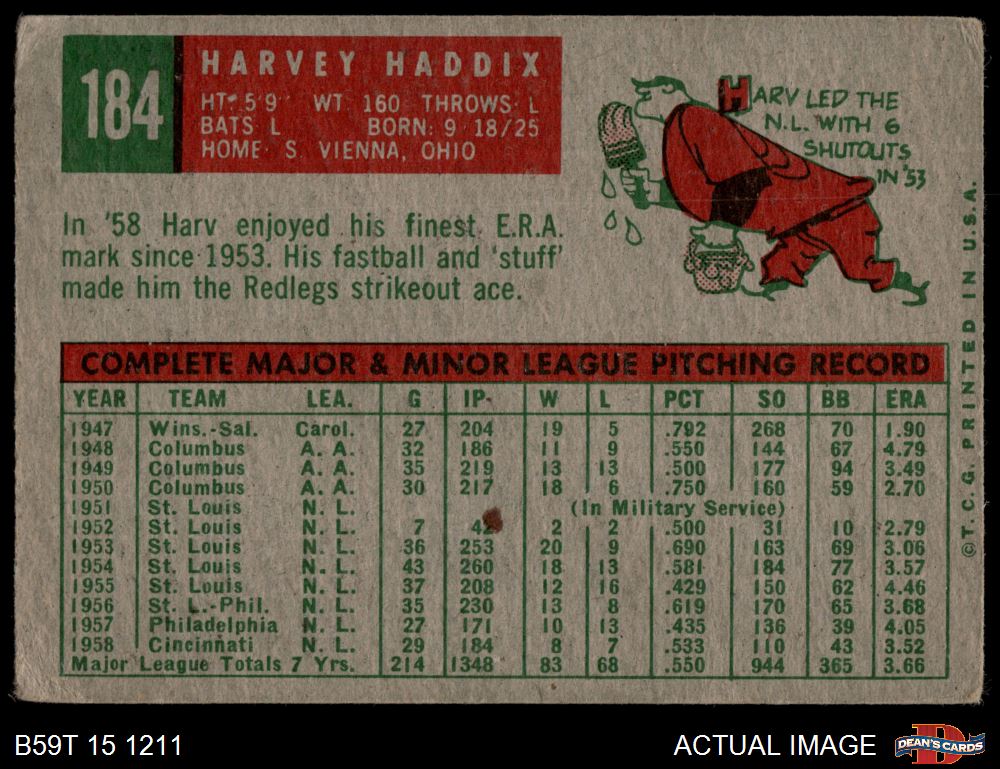 184
HARVEY HADDIX
HT. 5'9" WT. 160 THROWS L
BATS L BORN: 9 18/25
HOME S. VIENNA, OHIO
HARV LED THE
N.L. WITH 6
SHUTOUTS
IN '53
In '58 Harv enjoyed his finest E.R.A.
mark since 1953. His fastball and 'stuff'
made him the Redlegs strikeout ace.
COMPLETE MAJOR & MINOR LEAGUE PITCHING RECORD
YEAR TEAM LEA. G IP W L PCT SO BB ERA
1947 Wins.-Sal. Carol. 27 204 19 5 .792 268 70 1.90
1948 Columbus A. A. 32 186 11 9 .550 144 67 4.79
1949 Columbus A. A. 35 219 13 13 .500 177 94 3.49
1950 Columbus A. A. 30 217 18 6 .750 160 59 2.70
1951 St. Louis N. L. (In Military Service)
1952 St. Louis N. L. 7 42 2 2 .500 31 10 2.79
1953 St. Louis N. L. 36 253 20 9 .690 163 69 3.06
1954 St. Louis N. L. 43 260 18 13 .581 184 77 3.57
1955 St. Louis N. L. 37 208 12 16 .429 150 62 4.46
1956 St. L.-Phil. N. L. 35 230 13 8 .619 170 65 3.68
1957 Philadelphia N. L. 27 171 10 13 .435 136 39 4.05
1958 Cincinnati N. L. 29 184 8 7 .533 110 43 3.52
Major League Totals 7 Yrs. 214 1348 83 68 .550 944 365 3.66
© T. C. G. PRINTED IN U.S.A.
B59T 15 1211
ACTUAL IMAGE
D
DEAN'S CARDS